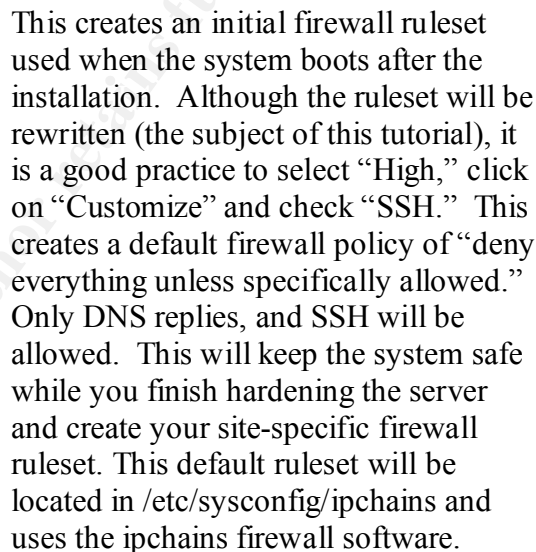 This creates an initial firewall ruleset
used when the system boots after the
installation.  Although the ruleset will be
rewritten (the subject of this tutorial), it
is a good practice to select “High,” click
on “Customize” and check “SSH.”  This
creates a default firewall policy of “deny
everything unless specifically allowed.”
Only DNS replies, and SSH will be
allowed.  This will keep the system safe
while you finish hardening the server
and create your site-specific firewall
ruleset. This default ruleset will be
located in /etc/sysconfig/ipchains and
uses the ipchains firewall software.